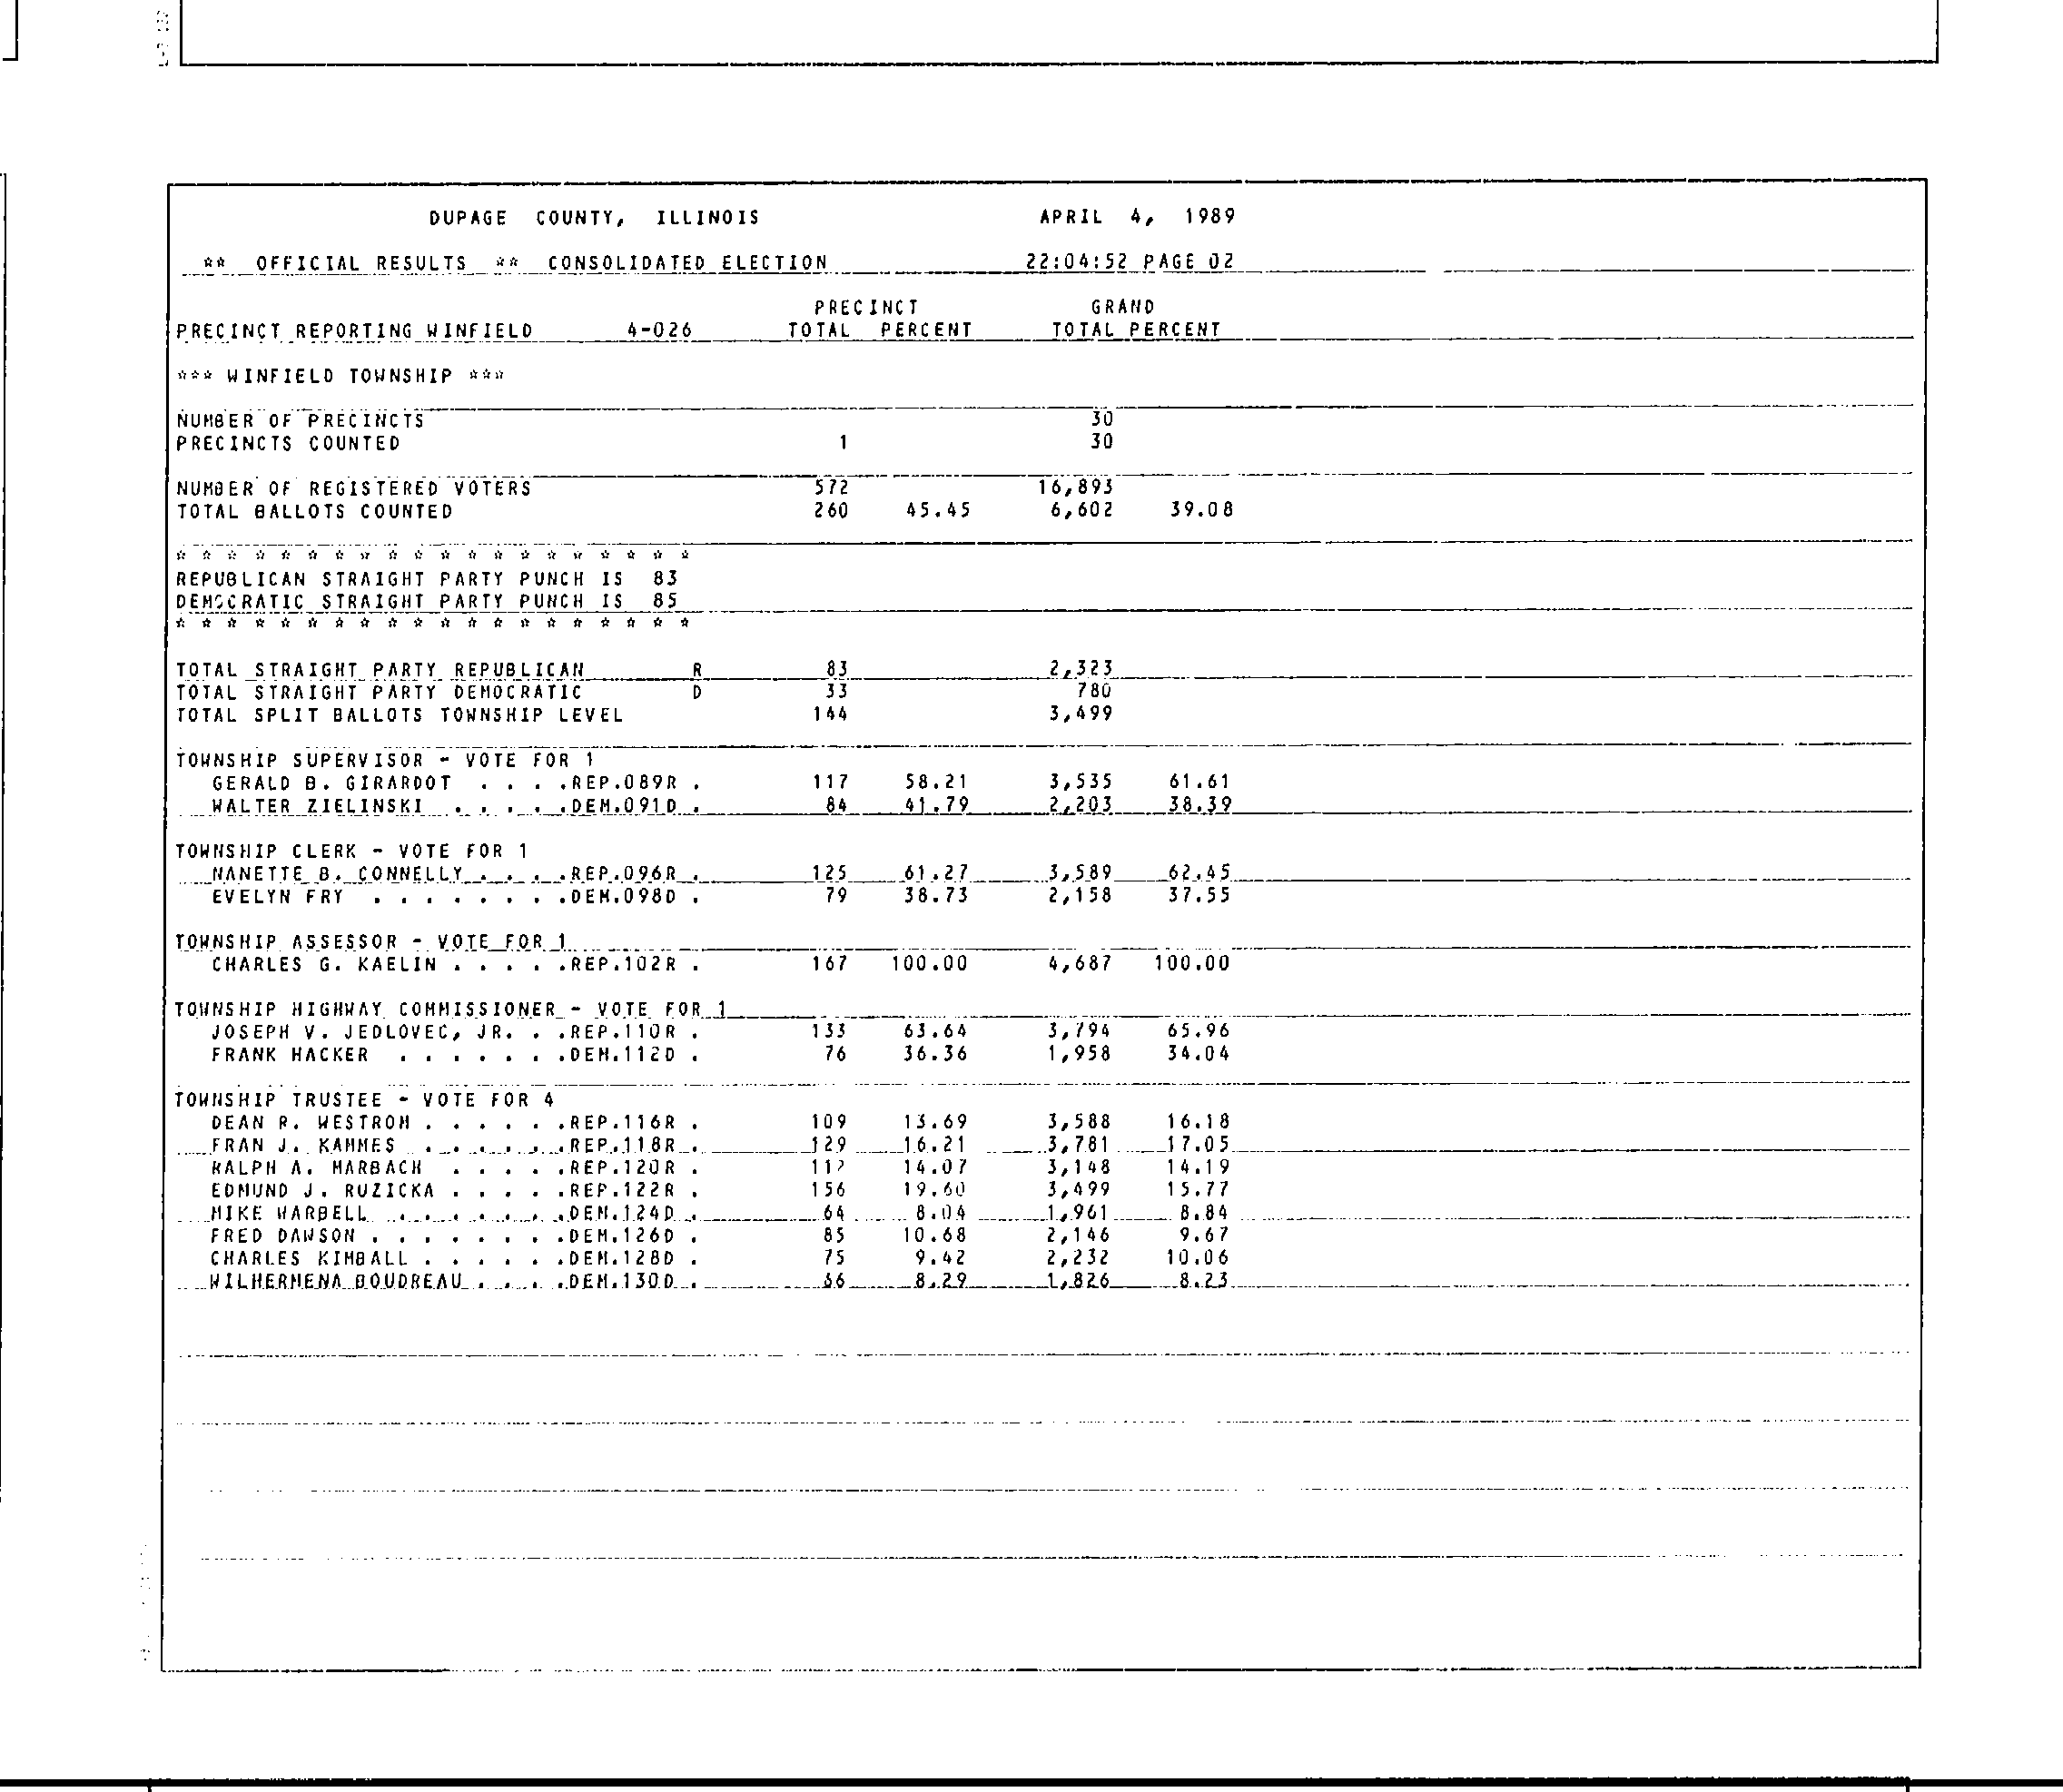 DUPAGE COUNTY, ILLINOIS APRIL 4, 1989
** OFFICIAL RESULTS ** CONSOLIDATED ELECTION 22:04:52 PAGE 02
PRECINCT GRAND
PRECINCT REPORTING WINFIELD 4-026 TOTAL PERCENT TOTAL PERCENT
*** WINFIELD TOWNSHIP ***
NUMBER OF PRECINCTS 30
PRECINCTS COUNTED 1 30
NUMBER OF REGISTERED VOTERS 572 16,893
TOTAL BALLOTS COUNTED 260 45.45 6,602 39.08
* * * * * * * * * * * * * * * * * * * *
REPUBLICAN STRAIGHT PARTY PUNCH IS 83
DEMOCRATIC STRAIGHT PARTY PUNCH IS 85
* * * * * * * * * * * * * * * * * * * *
TOTAL STRAIGHT PARTY REPUBLICAN R 83 2,323
TOTAL STRAIGHT PARTY DEMOCRATIC D 33 780
TOTAL SPLIT BALLOTS TOWNSHIP LEVEL 144 3,499
TOWNSHIP SUPERVISOR - VOTE FOR 1
GERALD B. GIRARDOT . . . .REP.089R . 117 58.21 3,535 61.61
WALTER ZIELINSKI . . . . .DEM.091D . 84 41.79 2,203 38.39
TOWNSHIP CLERK - VOTE FOR 1
NANETTE B. CONNELLY . . . .REP.096R . 125 61.27 3,589 62.45
EVELYN FRY . . . . . . . .DEM.098D . 79 38.73 2,158 37.55
TOWNSHIP ASSESSOR - VOTE FOR 1
CHARLES G. KAELIN . . . . .REP.102R . 167 100.00 4,687 100.00
TOWNSHIP HIGHWAY COMMISSIONER - VOTE FOR 1
JOSEPH V. JEDLOVEC, JR. . .REP.110R . 133 63.64 3,794 65.96
FRANK HACKER . . . . . . .DEM.112D . 76 36.36 1,958 34.04
TOWNSHIP TRUSTEE - VOTE FOR 4
DEAN R. WESTROM . . . . . .REP.116R . 109 13.69 3,588 16.18
FRAN J. KAMMES . . . . . .REP.118R . 129 16.21 3,781 17.05
RALPH A. MARBACH . . . . .REP.120R . 112 14.07 3,148 14.19
EDMUND J. RUZICKA . . . . .REP.122R . 156 19.60 3,499 15.77
MIKE WARBELL . . . . . . .DEM.124D . 64 8.04 1,961 8.84
FRED DAWSON . . . . . . . .DEM.126D . 85 10.68 2,146 9.67
CHARLES KIMBALL . . . . . .DEM.128D . 75 9.42 2,232 10.06
WILHERMENA BOUDREAU . . . .DEM.130D . 66 8.29 1,826 8.23